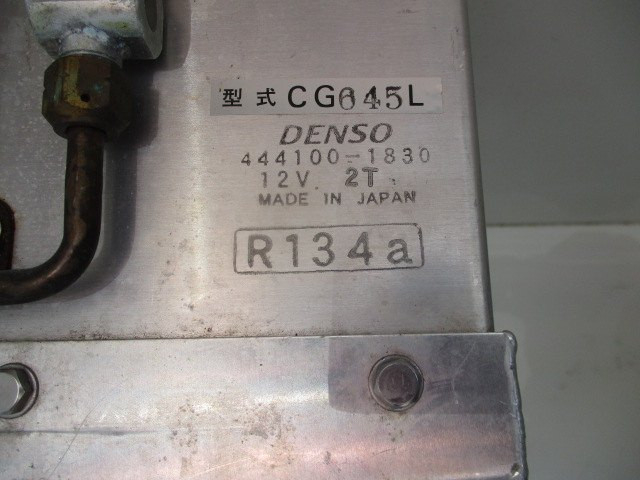 型式 CG645L
DENSO
444100-1830
12V 2T
MADE IN JAPAN
R134a